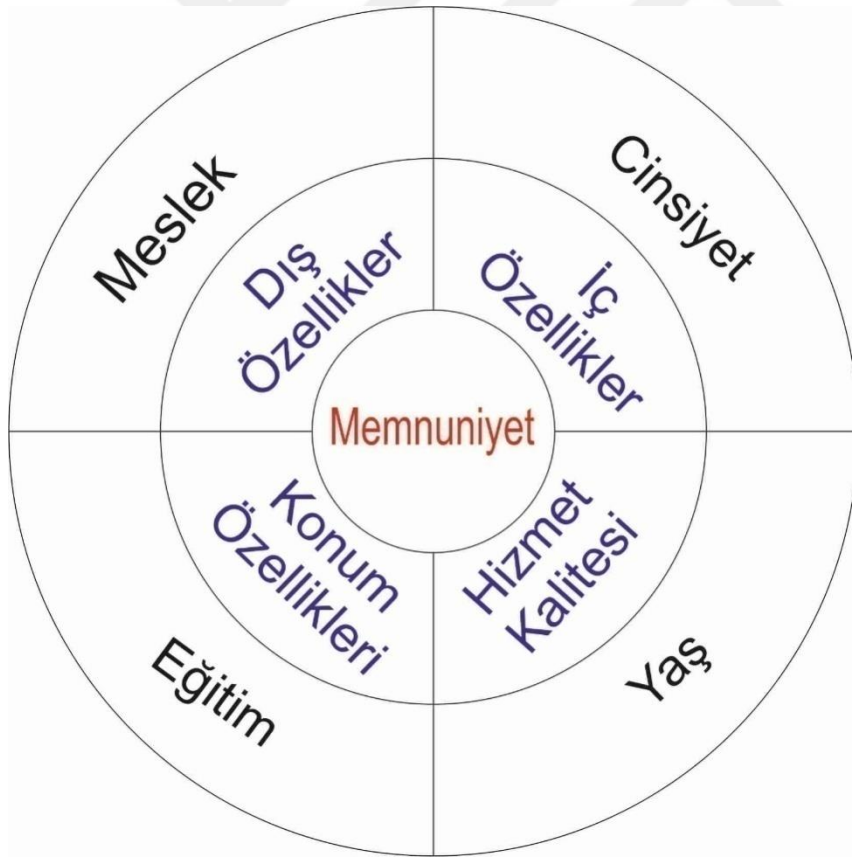 Meslek
Cinsiyet
Dış
Özellikler
İç
Özellikler
Memnuniyet
Konum
Özellikleri
Hizmet
Kalitesi
Eğitim
Yaş